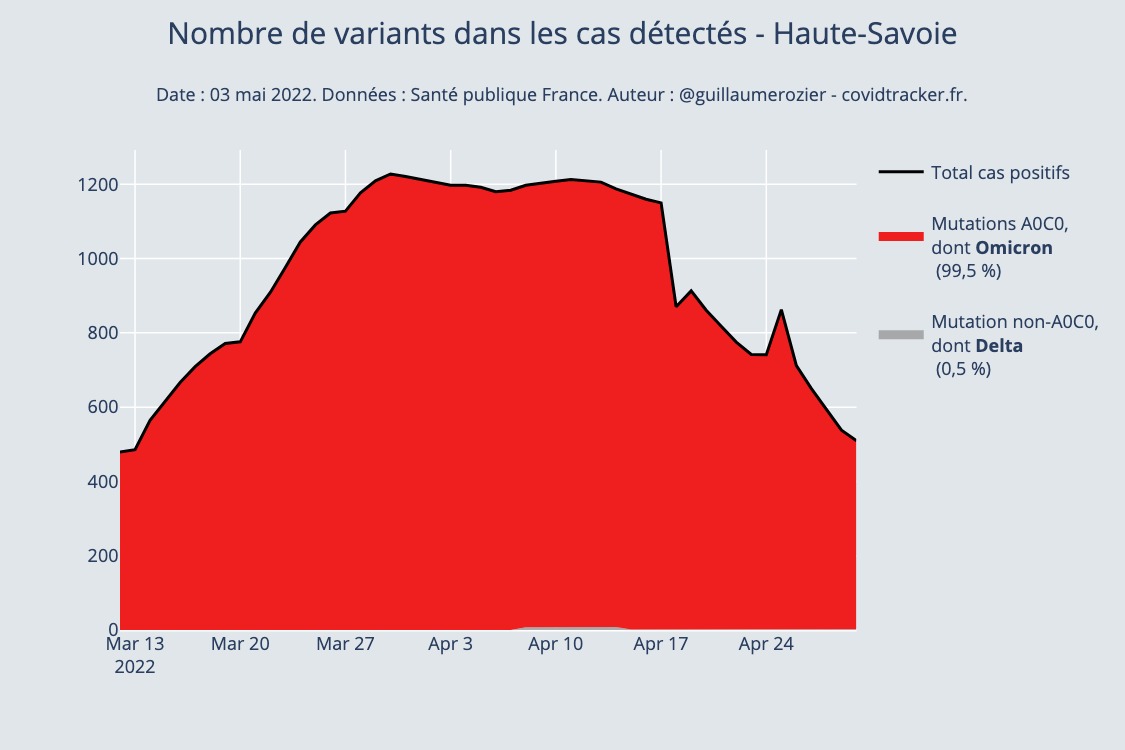 Nombre de variants dans les cas détectés - Haute-Savoie
Date : 03 mai 2022. Données : Santé publique France. Auteur : @guillaumerozier - covidtracker.fr.
1200
1000
800
600
400
200
0
Mar 13
2022
Mar 20
Mar 27
Apr 3
Apr 10
Apr 17
Apr 24
Total cas positifs
Mutations A0C0,
dont Omicron
(99,5 %)
Mutation non-A0C0,
dont Delta
(0,5 %)